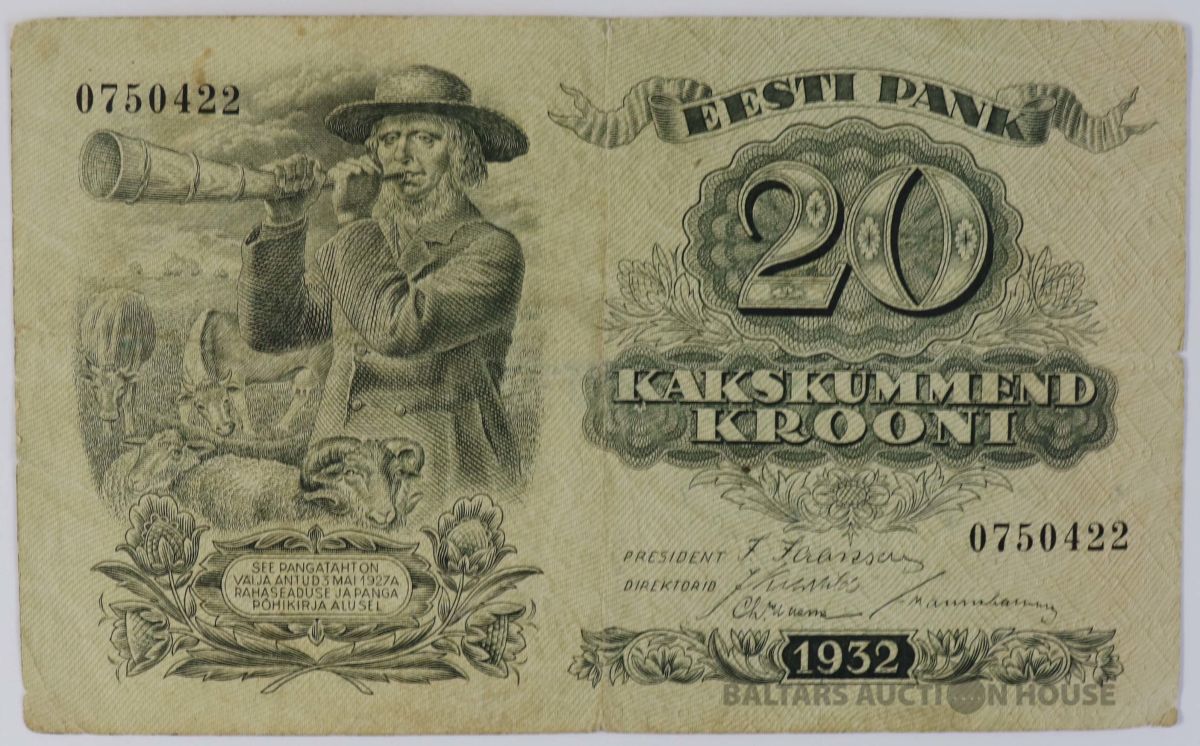 0750422
EESTI PANK
20
KAKSKÜMMEND
KROONI
0750422
PRESIDENT
DIREKTORID
SEE PANGATÄHT ON
VÄLJA ANTUD 3 MAI 1927A
RAHASEADUSE JA PANGA
PÕHIKIRJA ALUSEL
1932
BALTARS AUCTION HOUSE